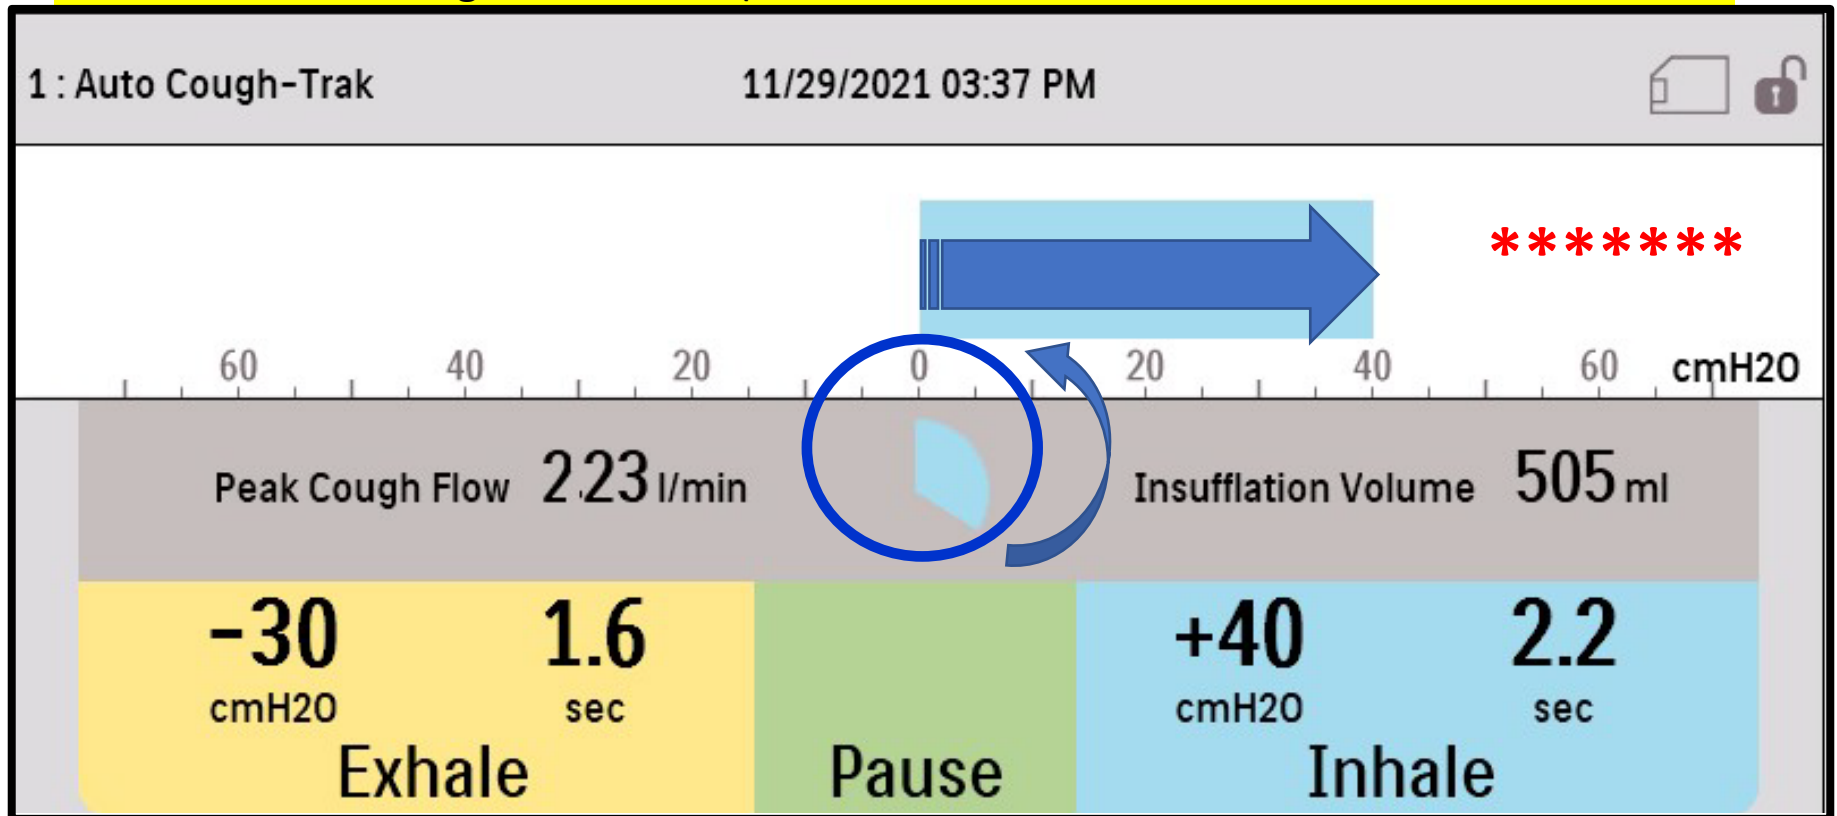 1 : Auto Cough-Trak 11/29/2021 03:37 PM
*******
60 40 20 0 20 40 60 cmH2O
Peak Cough Flow 2.23 l/min Insufflation Volume 505 ml
-30 1.6 +40 2.2
cmH2O sec cmH2O sec
Exhale Pause Inhale